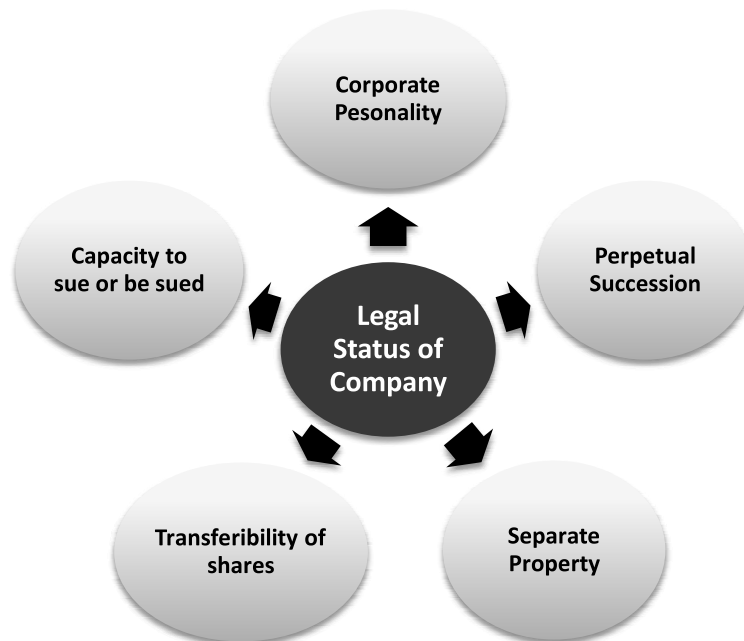 Corporate
Pesonality
Capacity to
sue or be sued
Perpetual
Succession
Legal
Status of
Company
Transferibility of
shares
Separate
Property